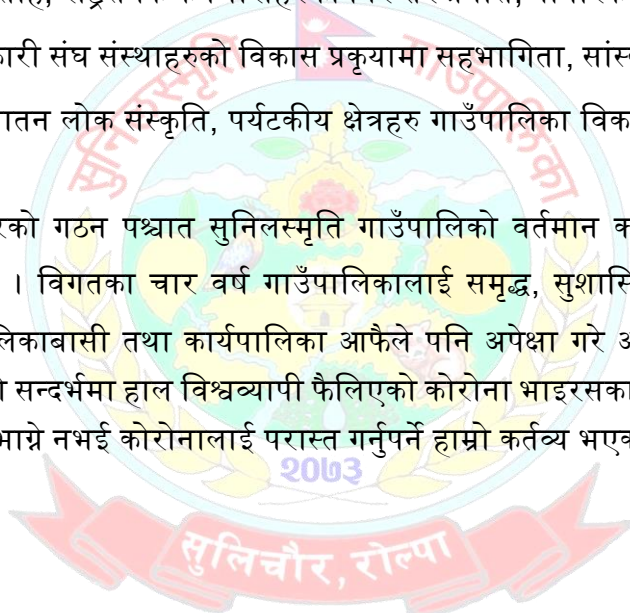 कारी संघ संस्थाहरुको विकास प्रकृयामा सहभागिता, सांस्
ातन लोक संस्कृति, पर्यटकीय क्षेत्रहरु गाउँपालिका विक
सुनिलस्मृति गाउँपालिका
रको गठन पश्चात सुनिलस्मृति गाउँपालिको वर्तमान क
। विगतका चार वर्ष गाउँपालिकालाई समृद्ध, सुशासि
लिकाबासी तथा कार्यपालिका आफैले पनि अपेक्षा गरे अ
ो सन्दर्भमा हाल विश्वव्यापी फैलिएको कोरोना भाइरसका
भाग्ने नभई कोरोनालाई परास्त गर्नुपर्ने हाम्रो कर्तव्य भएक
२०७३
सुलिचौर, रोल्पा